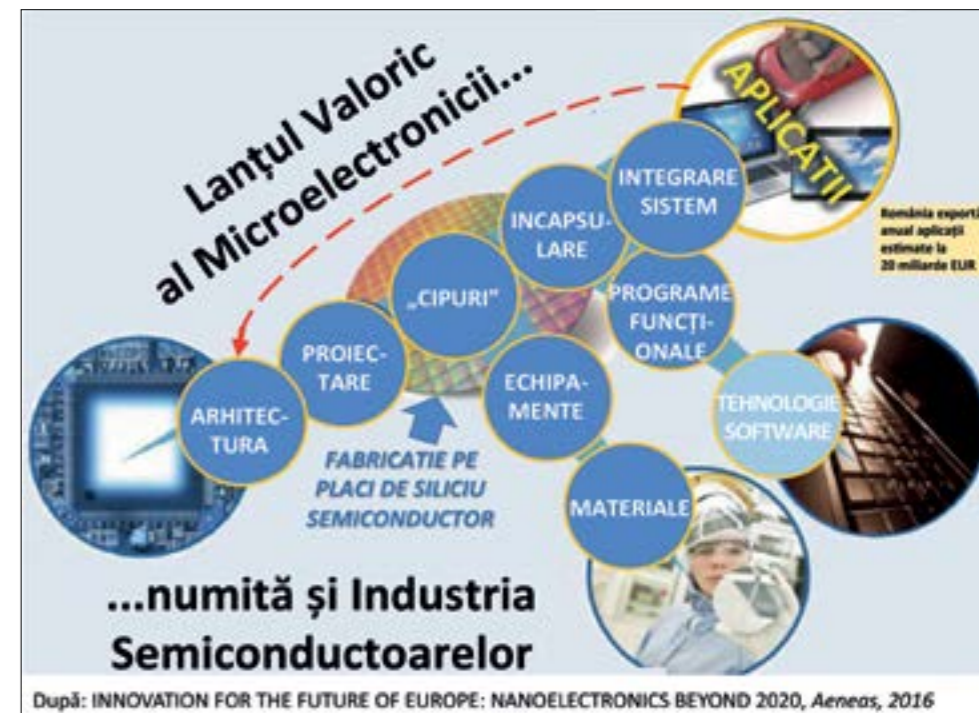 Lanțul Valoric
al Microelectronicii...
APLICATII
INTEGRARE
SISTEM
INCAPSU-
LARE
România exportă
anual aplicații
estimate la
20 miliarde EUR
„CIPURI”
PROGRAME
FUNCȚI-
ONALE
PROIEC-
TARE
ECHIPA-
MENTE
ARHITEC-
TURA
TEHNOLOGIE
SOFTWARE
FABRICATIE PE
PLACI DE SILICIU
SEMICONDUCTOR
MATERIALE
...numită și Industria
Semiconductoarelor
După: INNOVATION FOR THE FUTURE OF EUROPE: NANOELECTRONICS BEYOND 2020, Aeneas, 2016